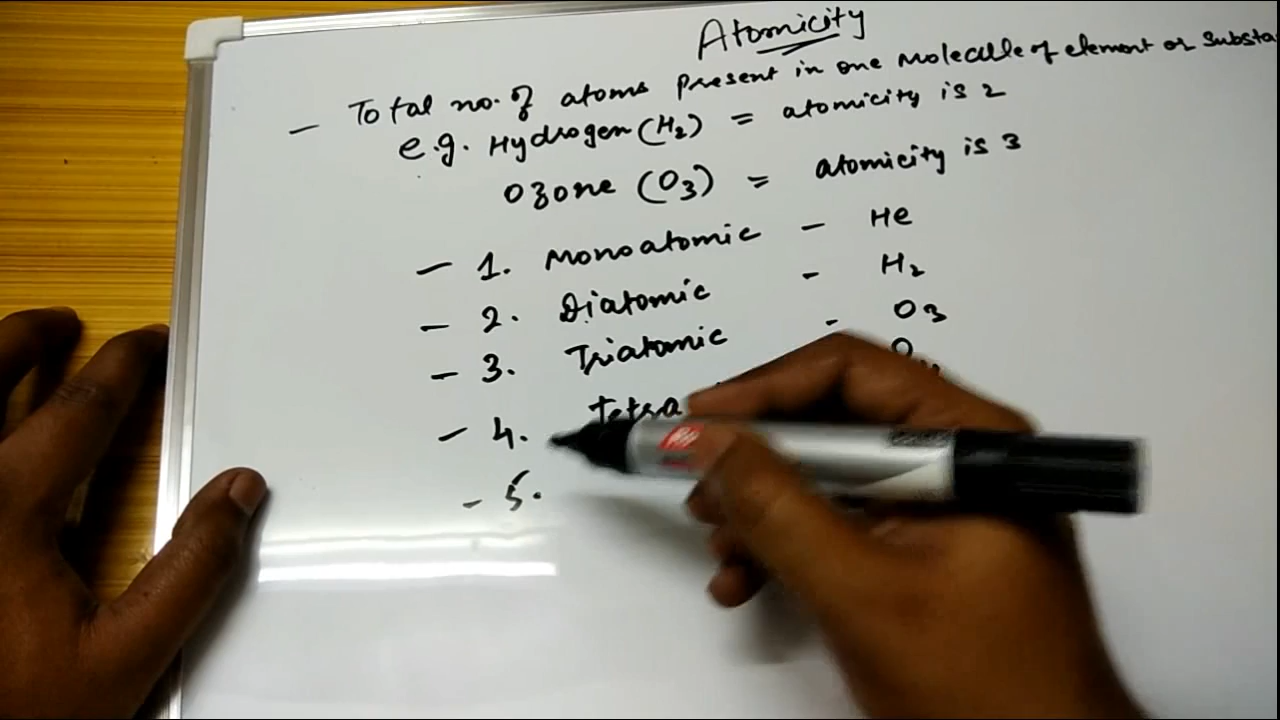 Atomicity
— Total no. of atoms present in one molecule of element or Substa
e.g. Hydrogen (H₂) = atomicity is 2
Ozone (O₃) = atomicity is 3
— 1. Monoatomic — He
— 2. Diatomic - H₂
— 3. Triatomic - O₃
— 4. Tetra
- 5.